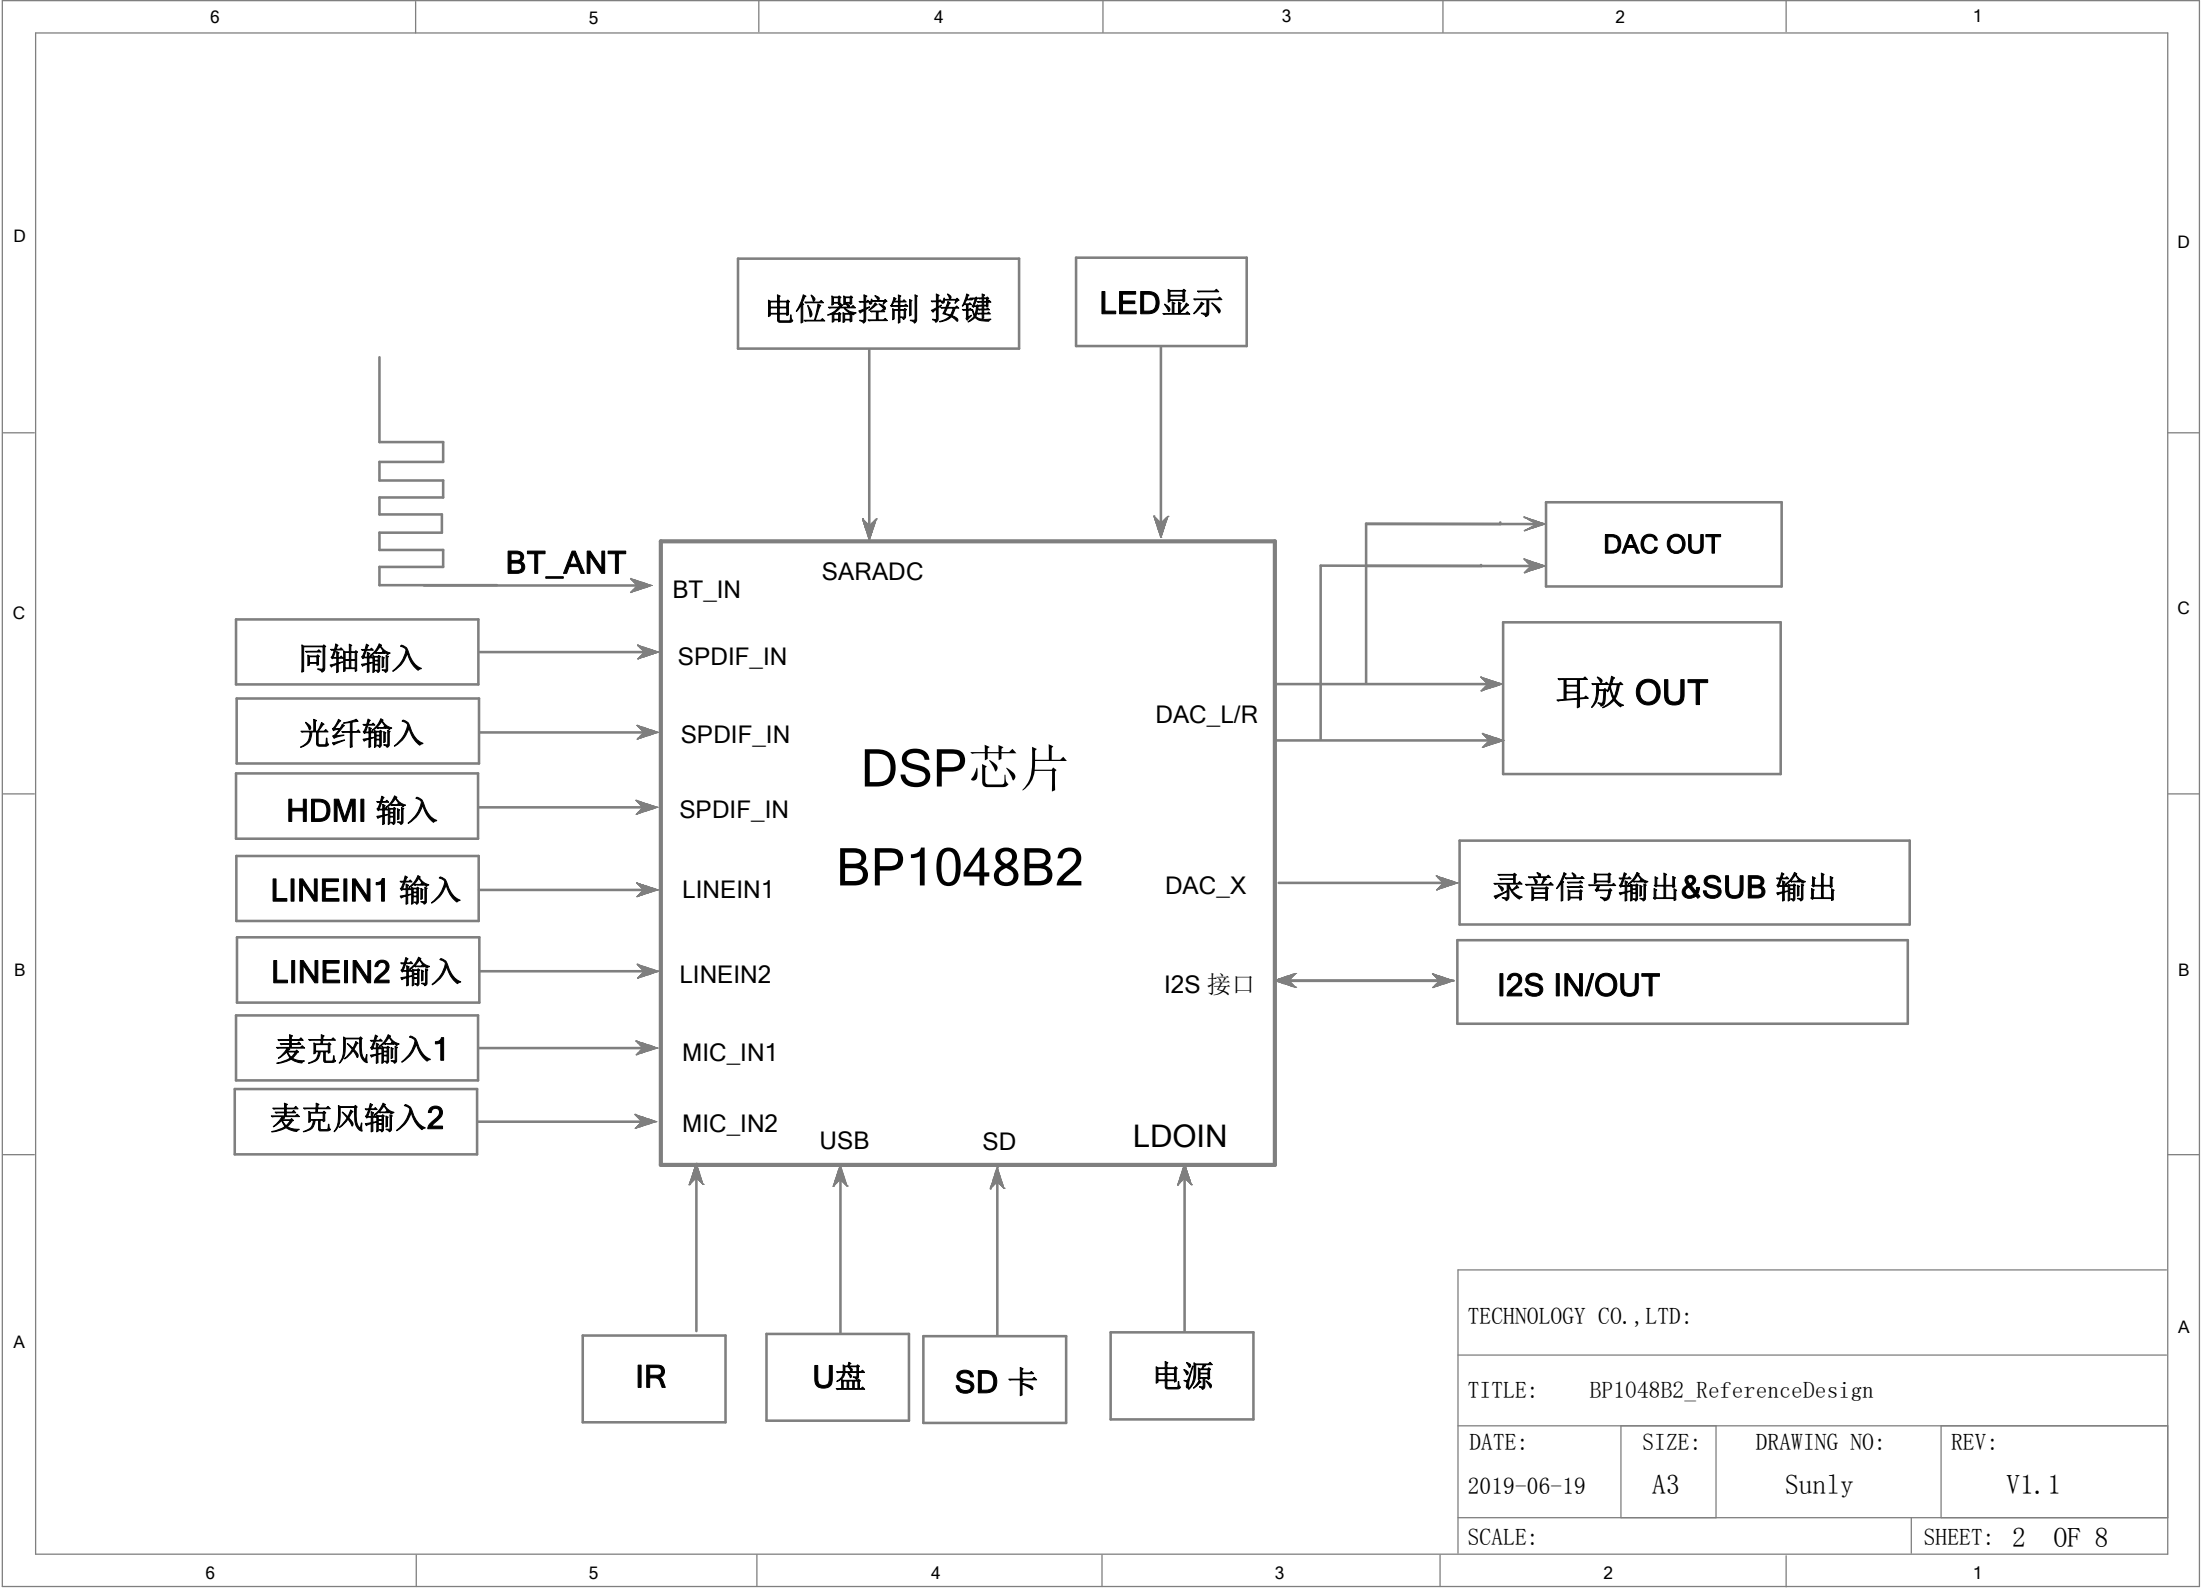 6 5 4 3 2 1
D D
电位器控制 按键
LED显示
BT_ANT
BT_IN
SARADC
DAC OUT
C C
同轴输入
SPDIF_IN
耳放 OUT
DAC_L/R
光纤输入
SPDIF_IN
DSP芯片
HDMI 输入
SPDIF_IN
BP1048B2
LINEIN1 输入
LINEIN1
DAC_X
录音信号输出&SUB 输出
B B
LINEIN2 输入
LINEIN2
I2S 接口
I2S IN/OUT
麦克风输入1
MIC_IN1
麦克风输入2
MIC_IN2
USB
SD
LDOIN
A A
IR
U盘
SD 卡
电源
TECHNOLOGY CO.,LTD:
TITLE: BP1048B2_ReferenceDesign
DATE: SIZE: DRAWING NO: REV:
2019-06-19 A3 Sunly V1.1
SCALE: SHEET: 2 OF 8
6 5 4 3 2 1